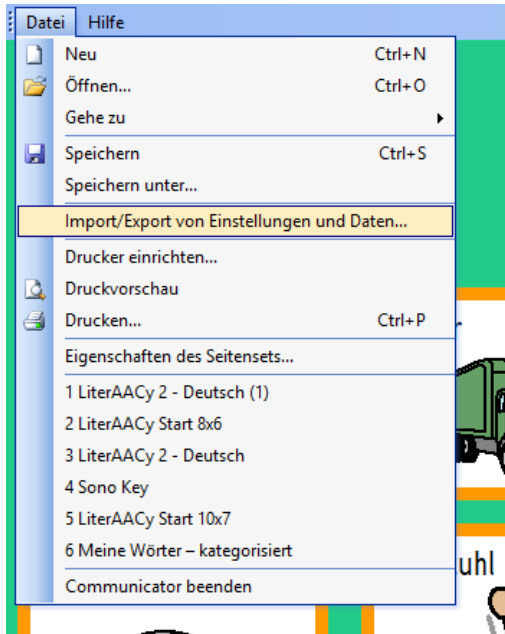 Datei Hilfe
Neu Ctrl+N
Öffnen... Ctrl+O
Gehe zu
Speichern Ctrl+S
Speichern unter...
Import/Export von Einstellungen und Daten...
Drucker einrichten...
Druckvorschau
Drucken... Ctrl+P
Eigenschaften des Seitensets...
1 LiterAACy 2 - Deutsch (1)
2 LiterAACy Start 8x6
3 LiterAACy 2 - Deutsch
4 Sono Key
5 LiterAACy Start 10x7
6 Meine Wörter – kategorisiert
uhl
Communicator beenden